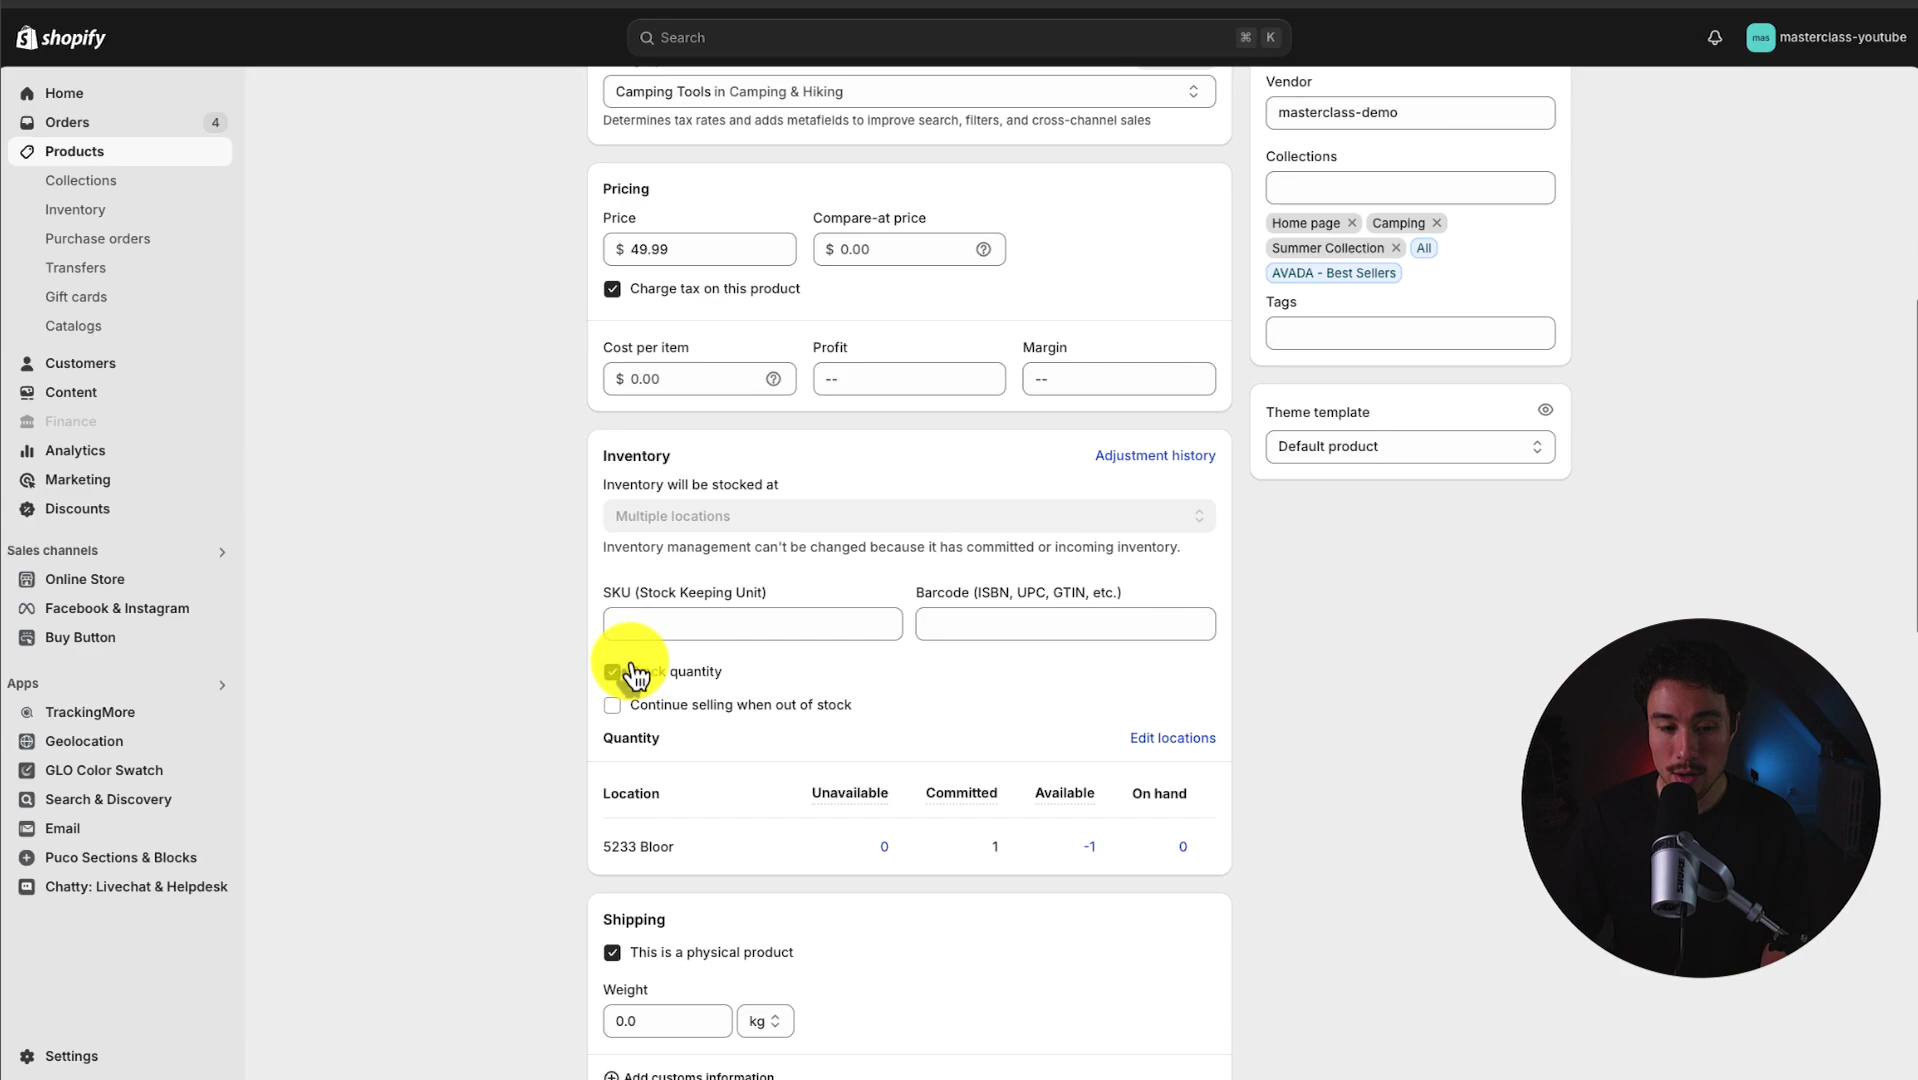 shopify
Search
⌘ K
mas masterclass-youtube
Home
Orders 4
Products
Collections
Inventory
Purchase orders
Transfers
Gift cards
Catalogs
Customers
Content
Finance
Analytics
Marketing
Discounts
Sales channels
Online Store
Facebook & Instagram
Buy Button
Apps
TrackingMore
Geolocation
GLO Color Swatch
Search & Discovery
Email
Puco Sections & Blocks
Chatty: Livechat & Helpdesk
Settings
Camping Tools in Camping & Hiking
Determines tax rates and adds metafields to improve search, filters, and cross-channel sales
Pricing
Price Compare-at price
$ 49.99 $ 0.00
Charge tax on this product
Cost per item Profit Margin
$ 0.00 -- --
Inventory Adjustment history
Inventory will be stocked at
Multiple locations
Inventory management can't be changed because it has committed or incoming inventory.
SKU (Stock Keeping Unit) Barcode (ISBN, UPC, GTIN, etc.)
quantity
Continue selling when out of stock
Quantity Edit locations
Location Unavailable Committed Available On hand
5233 Bloor 0 1 -1 0
Shipping
This is a physical product
Weight
0.0 kg
Add customs information
Vendor
masterclass-demo
Collections
Home page Camping
Summer Collection All
AVADA - Best Sellers
Tags
Theme template
Default product